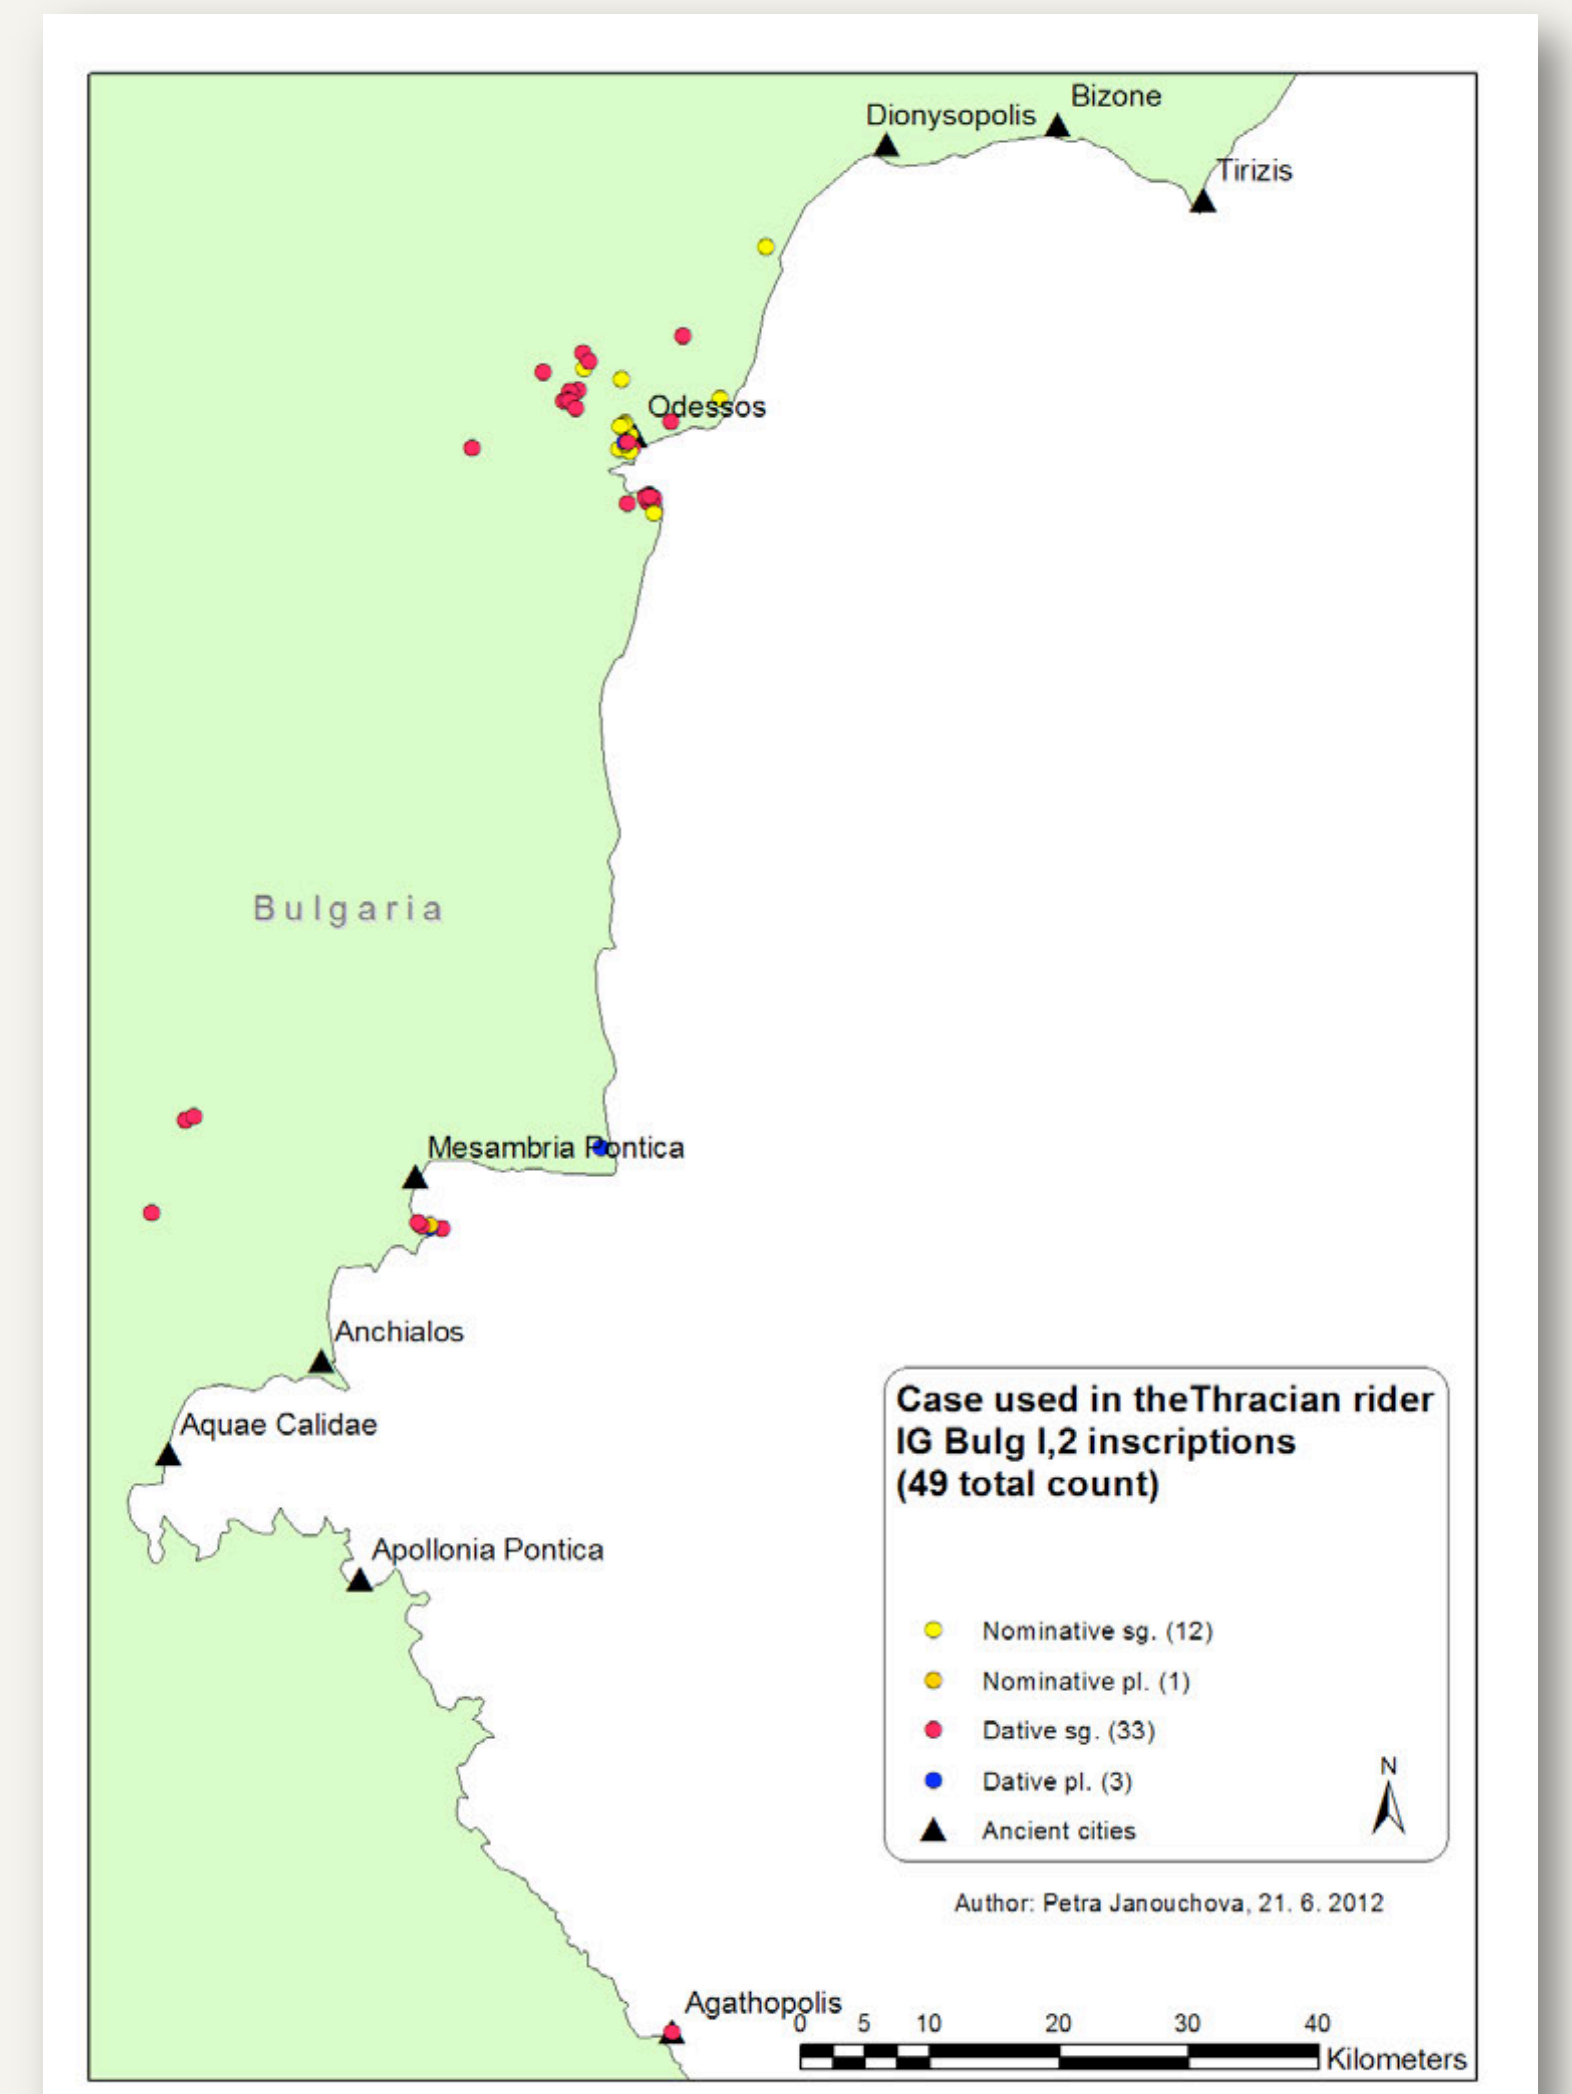 Bizone
Dionysopolis
Tirizis
Odessos
Bulgaria
Mesambria Pontica
Anchialos
Aquae Calidae
Apollonia Pontica
Agathopolis
Case used in theThracian rider
IG Bulg I,2 inscriptions
(49 total count)
Nominative sg. (12)
Nominative pl. (1)
Dative sg. (33)
Dative pl. (3)
Ancient cities
N
Author: Petra Janouchova, 21. 6. 2012
0 5 10 20 30 40
Kilometers